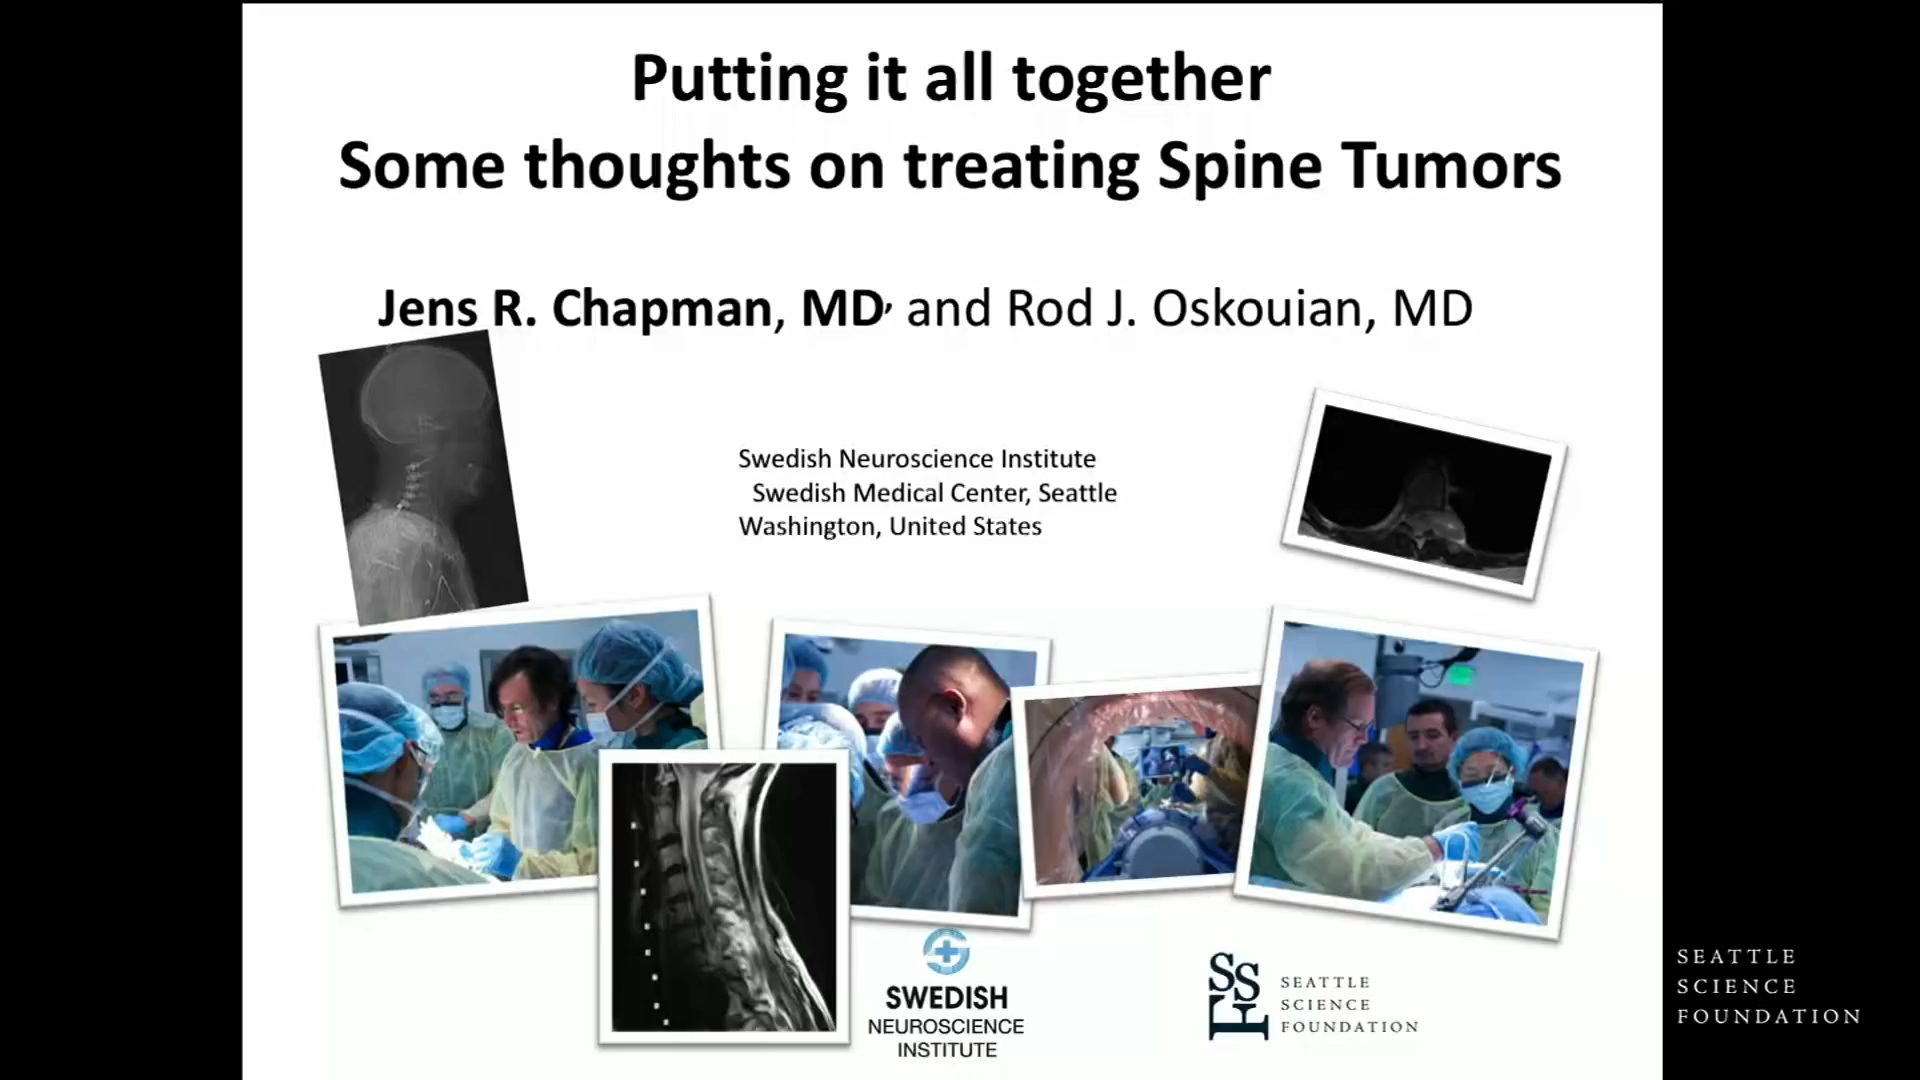 Putting it all together
Some thoughts on treating Spine Tumors
Jens R. Chapman, MD, and Rod J. Oskouian, MD
Swedish Neuroscience Institute
Swedish Medical Center, Seattle
Washington, United States
SWEDISH
NEUROSCIENCE
INSTITUTE
SSF
SEATTLE
SCIENCE
FOUNDATION
SEATTLE
SCIENCE
FOUNDATION